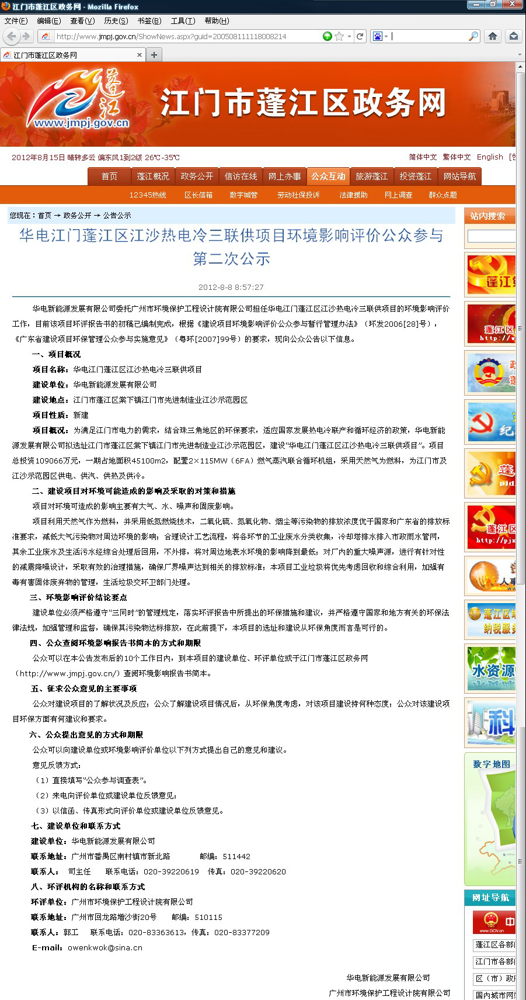 江门市蓬江区政务网 - Mozilla Firefox
文件(F) 编辑(E) 查看(V) 历史(S) 书签(B) 工具(T) 帮助(H)
http://www.jmpj.gov.cn/ShowNews.aspx?guid=200508111118008214
江门市蓬江区政务网
蓬江
www.jmpj.gov.cn
江门市蓬江区政务网
2012年8月15日 晴转多云 偏东风1到2级 26℃-35℃
简体中文 繁体中文 English
首页 蓬江概况 政务公开 信访在线 网上办事 公众互动 旅游蓬江 投资蓬江 网站导航
12345热线 区长信箱 数字城管 劳动社保投诉 法律援助 网上调查 群众点题
您现在：首页 → 政务公开 → 公告公示
站内搜索
华电江门蓬江区江沙热电冷三联供项目环境影响评价公众参与
第二次公示
2012-8-8 8:57:27
华电新能源发展有限公司委托广州市环境保护工程设计院有限公司担任华电江门蓬江区江沙热电冷三联供项目的环境影响评价
工作，目前该项目环评报告书的初稿已编制完成，根据《建设项目环境影响评价公众参与暂行管理办法》（环发2006[28]号），
《广东省建设项目环保管理公众参与实施意见》（粤环[2007]99号）的要求，现向公众公告以下信息。
一、项目概况
项目名称：华电江门蓬江区江沙热电冷三联供项目
建设单位：华电新能源发展有限公司
建设地点：江门市蓬江区棠下镇江门市先进制造业江沙示范园区
项目性质：新建
项目概况：为满足江门市电力的需求，结合珠三角地区的环保要求，适应国家发展热电冷联产和循环经济的政策，华电新能
源发展有限公司拟选址江门市蓬江区棠下镇江门市先进制造业江沙示范园区，建设“华电江门蓬江区江沙热电冷三联供项目”。项目
总投资109066万元，一期占地面积45100m2，配置2×115MW（6FA）燃气蒸汽联合循环机组，采用天然气为燃料，为江门市及
江沙示范园区供电、供汽、供热及供冷。
二、建设项目对环境可能造成的影响及采取的对策和措施
项目对环境可造成的影响主要有大气、水、噪声和固废影响。
项目利用天然气作为燃料，并采用低氮燃烧技术，二氧化硫、氮氧化物、烟尘等污染物的排放浓度优于国家和广东省的排放标
准要求，减低大气污染物对周边环境的影响；合理设计工艺流程，将各环节的工业废水分类收集，冷却塔排水排入市政雨水管网，
其余工业废水及生活污水经综合处理后回用，不外排，将对周边地表水环境的影响降到最低；对厂内的重大噪声源，进行有针对性
的减震降噪设计，采取有效的治理措施，确保厂界噪声达到相关的排放标准；本项目工业垃圾将优先考虑回收和综合利用，加强有
毒有害固体废弃物的管理，生活垃圾交环卫部门处理。
三、环境影响评价结论要点
建设单位必须严格遵守“三同时”的管理规定，落实环评报告中所提出的环保措施和建议，并严格遵守国家和地方有关的环保法
律法规，加强管理和监督，确保其污染物达标排放，在此前提下，本项目的选址和建设从环保角度而言是可行的。
四、公众查阅环境影响报告书简本的方式和期限
公众可以在本公告发布后的10个工作日内，到本项目的建设单位、环评单位或于江门市蓬江区政务网
（http://www.jmpj.gov.cn/）查阅环境影响报告书简本。
五、征求公众意见的主要事项
公众对建设项目的了解状况及反应；公众了解建设项目情况后，从环保角度考虑，对该项目建设持何种态度；公众对该建设项
目环保方面有何建议和要求。
六、公众提出意见的方式和期限
公众可以向建设单位或环境影响评价单位以下列方式提出自己的意见和建议。
意见反馈方式：
（1）直接填写“公众参与调查表”。
（2）来电向评价单位或建设单位反馈意见；
（3）以信函、传真形式向评价单位或建设单位反馈意见。
七、建设单位和联系方式
建设单位：华电新能源发展有限公司
联系地址：广州市番禺区南村镇市新北路 邮编：511442
联系人： 司主任 联系电话：020-39220619 传真：020-39220620
八、环评机构的名称和联系方式
环评单位：广州市环境保护工程设计院有限公司
联系地址：广州市回龙路增沙街20号 邮编：510115
联系人：郭工 联系电话：020-83363613，传真：020-83377209
E-mail：owenkwok@sina.cn
华电新能源发展有限公司
广州市环境保护工程设计院有限公司
蓬江
蓬江区
http://w
政
蓬
纪
蓬
pjd
蓬江区
http://pjx
人事
蓬江区
纳税服务
水资源
科
数字地图
网址导航
中
www.GOV.cn
蓬江区各部门
江门市各部门
区（市）政府
国内城市网站